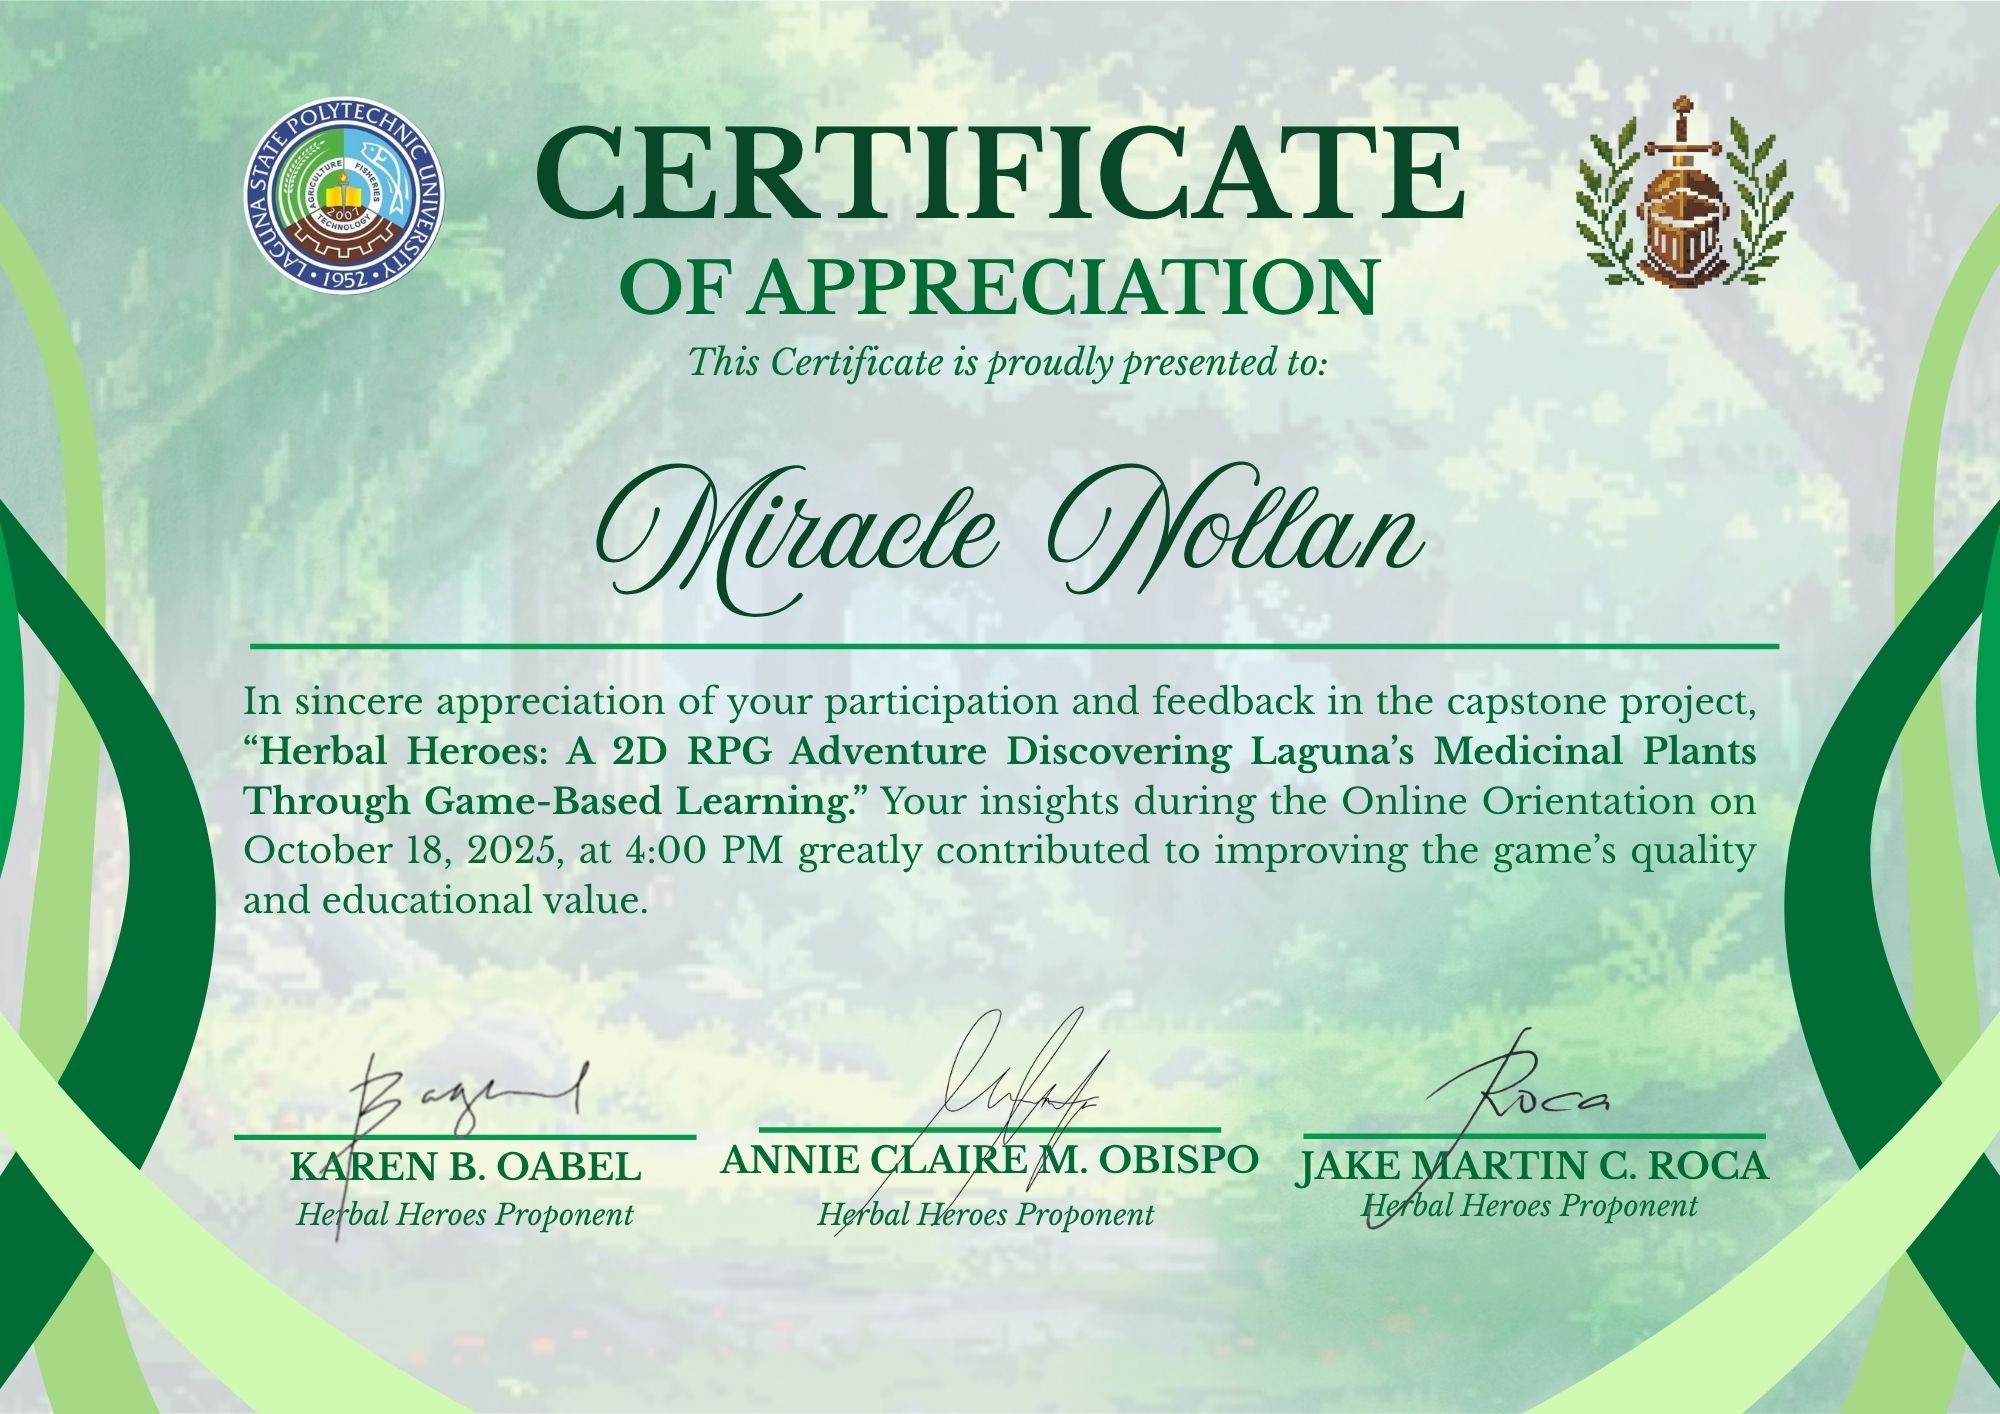 LAGUNA STATE POLYTECHNIC UNIVERSITY
• 1952 •
AGRICULTURE
FISHERIES
2007
TECHNOLOGY
CERTIFICATE
OF APPRECIATION
This Certificate is proudly presented to:
Miracle Nollan
In sincere appreciation of your participation and feedback in the capstone project,
“Herbal Heroes: A 2D RPG Adventure Discovering Laguna’s Medicinal Plants
Through Game-Based Learning.” Your insights during the Online Orientation on
October 18, 2025, at 4:00 PM greatly contributed to improving the game’s quality
and educational value.
Roca
KAREN B. OABEL
Herbal Heroes Proponent
ANNIE CLAIRE M. OBISPO
Herbal Heroes Proponent
JAKE MARTIN C. ROCA
Herbal Heroes Proponent